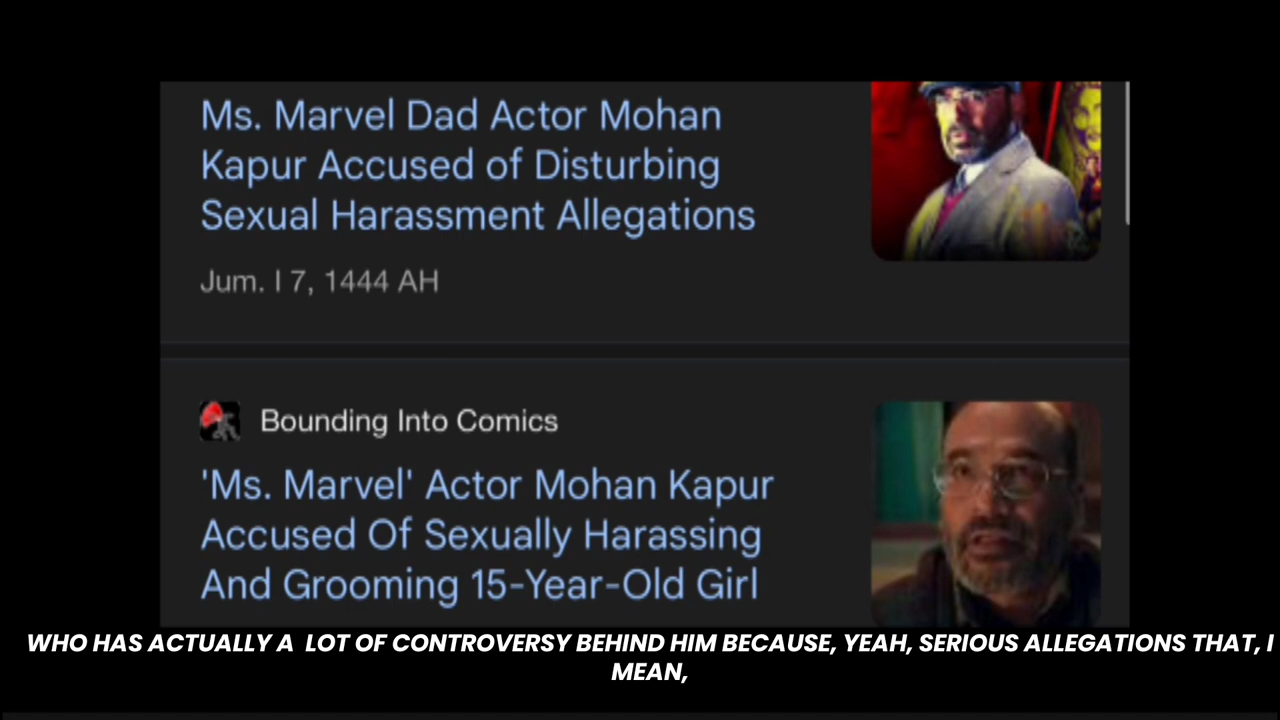 Ms. Marvel Dad Actor Mohan
Kapur Accused of Disturbing
Sexual Harassment Allegations
Jum. I 7, 1444 AH
Bounding Into Comics
'Ms. Marvel' Actor Mohan Kapur
Accused Of Sexually Harassing
And Grooming 15-Year-Old Girl
WHO HAS ACTUALLY A LOT OF CONTROVERSY BEHIND HIM BECAUSE, YEAH, SERIOUS ALLEGATIONS THAT, I
MEAN,